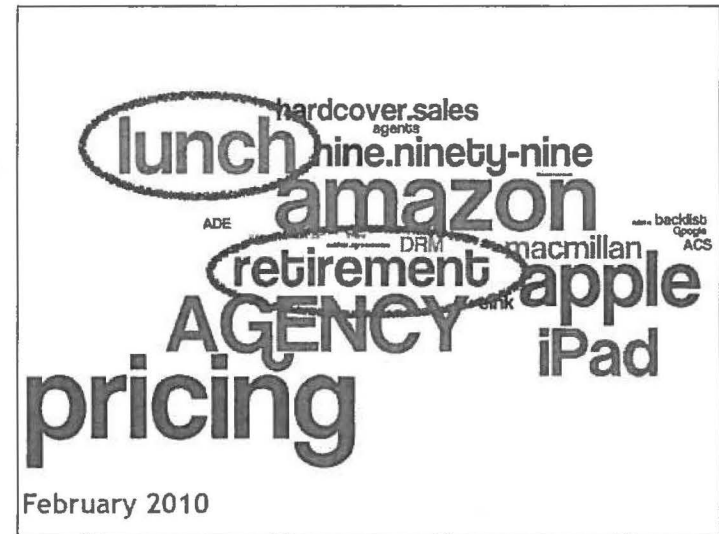 hardcover.sales
agents
lunch
nine.ninety-nine
amazon
ADE
backlist
Google
ACS
DRM
macmillan
retirement
apple
eink
AGENCY
iPad
pricing
February 2010